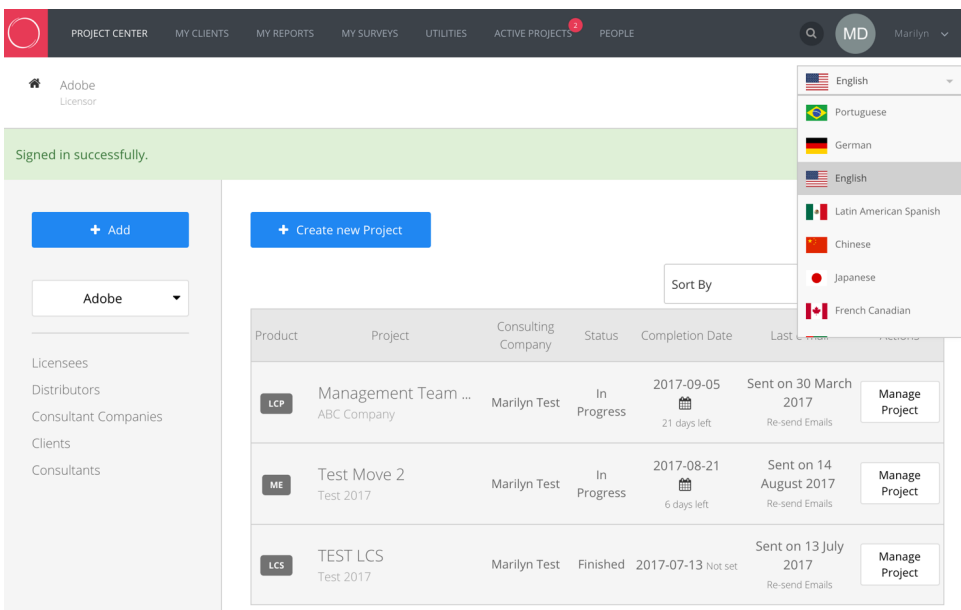 PROJECT CENTER MY CLIENTS MY REPORTS MY SURVEYS UTILITIES ACTIVE PROJECTS 2 PEOPLE MD Marilyn
Adobe
Licensor
English
Portuguese
German
English
Latin American Spanish
Chinese
Japanese
French Canadian
Signed in successfully.
+ Add
Adobe
Licensees
Distributors
Consultant Companies
Clients
Consultants
+ Create new Project
Sort By
Product Project Consulting Company Status Completion Date Last
LCP
Management Team ...
ABC Company
Marilyn Test
In
Progress
2017-09-05
21 days left
Sent on 30 March
2017
Re-send Emails
Manage
Project
ME
Test Move 2
Test 2017
Marilyn Test
In
Progress
2017-08-21
6 days left
Sent on 14
August 2017
Re-send Emails
Manage
Project
LCS
TEST LCS
Test 2017
Marilyn Test
Finished
2017-07-13 Not set
Sent on 13 July
2017
Re-send Emails
Manage
Project